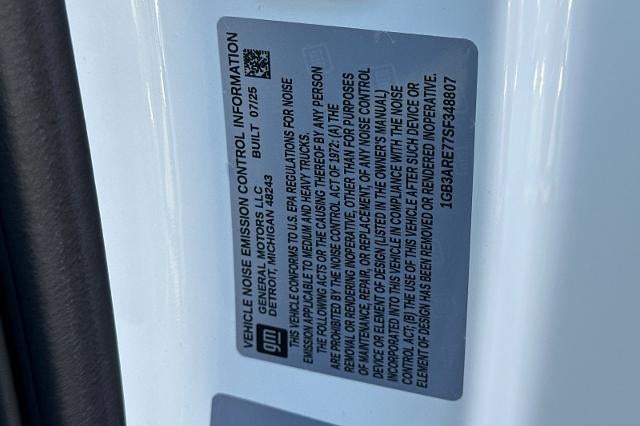 VEHICLE NOISE EMISSION CONTROL INFORMATION
GENERAL MOTORS LLC BUILT 07/25
DETROIT, MICHIGAN 48243
gm
THIS VEHICLE CONFORMS TO U.S. EPA REGULATIONS FOR NOISE
EMISSION APPLICABLE TO MEDIUM AND HEAVY TRUCKS.
THE FOLLOWING ACTS OR THE CAUSING THEREOF BY ANY PERSON
ARE PROHIBITED BY THE NOISE CONTROL ACT OF 1972: (A) THE
REMOVAL OR RENDERING INOPERATIVE, OTHER THAN FOR PURPOSES
OF MAINTENANCE, REPAIR, OR REPLACEMENT, OF ANY NOISE CONTROL
DEVICE OR ELEMENT OF DESIGN (LISTED IN THE OWNER'S MANUAL)
INCORPORATED INTO THIS VEHICLE IN COMPLIANCE WITH THE NOISE
CONTROL ACT; (B) THE USE OF THIS VEHICLE AFTER SUCH DEVICE OR
ELEMENT OF DESIGN HAS BEEN REMOVED OR RENDERED INOPERATIVE.
1GB3ARE77SF348807